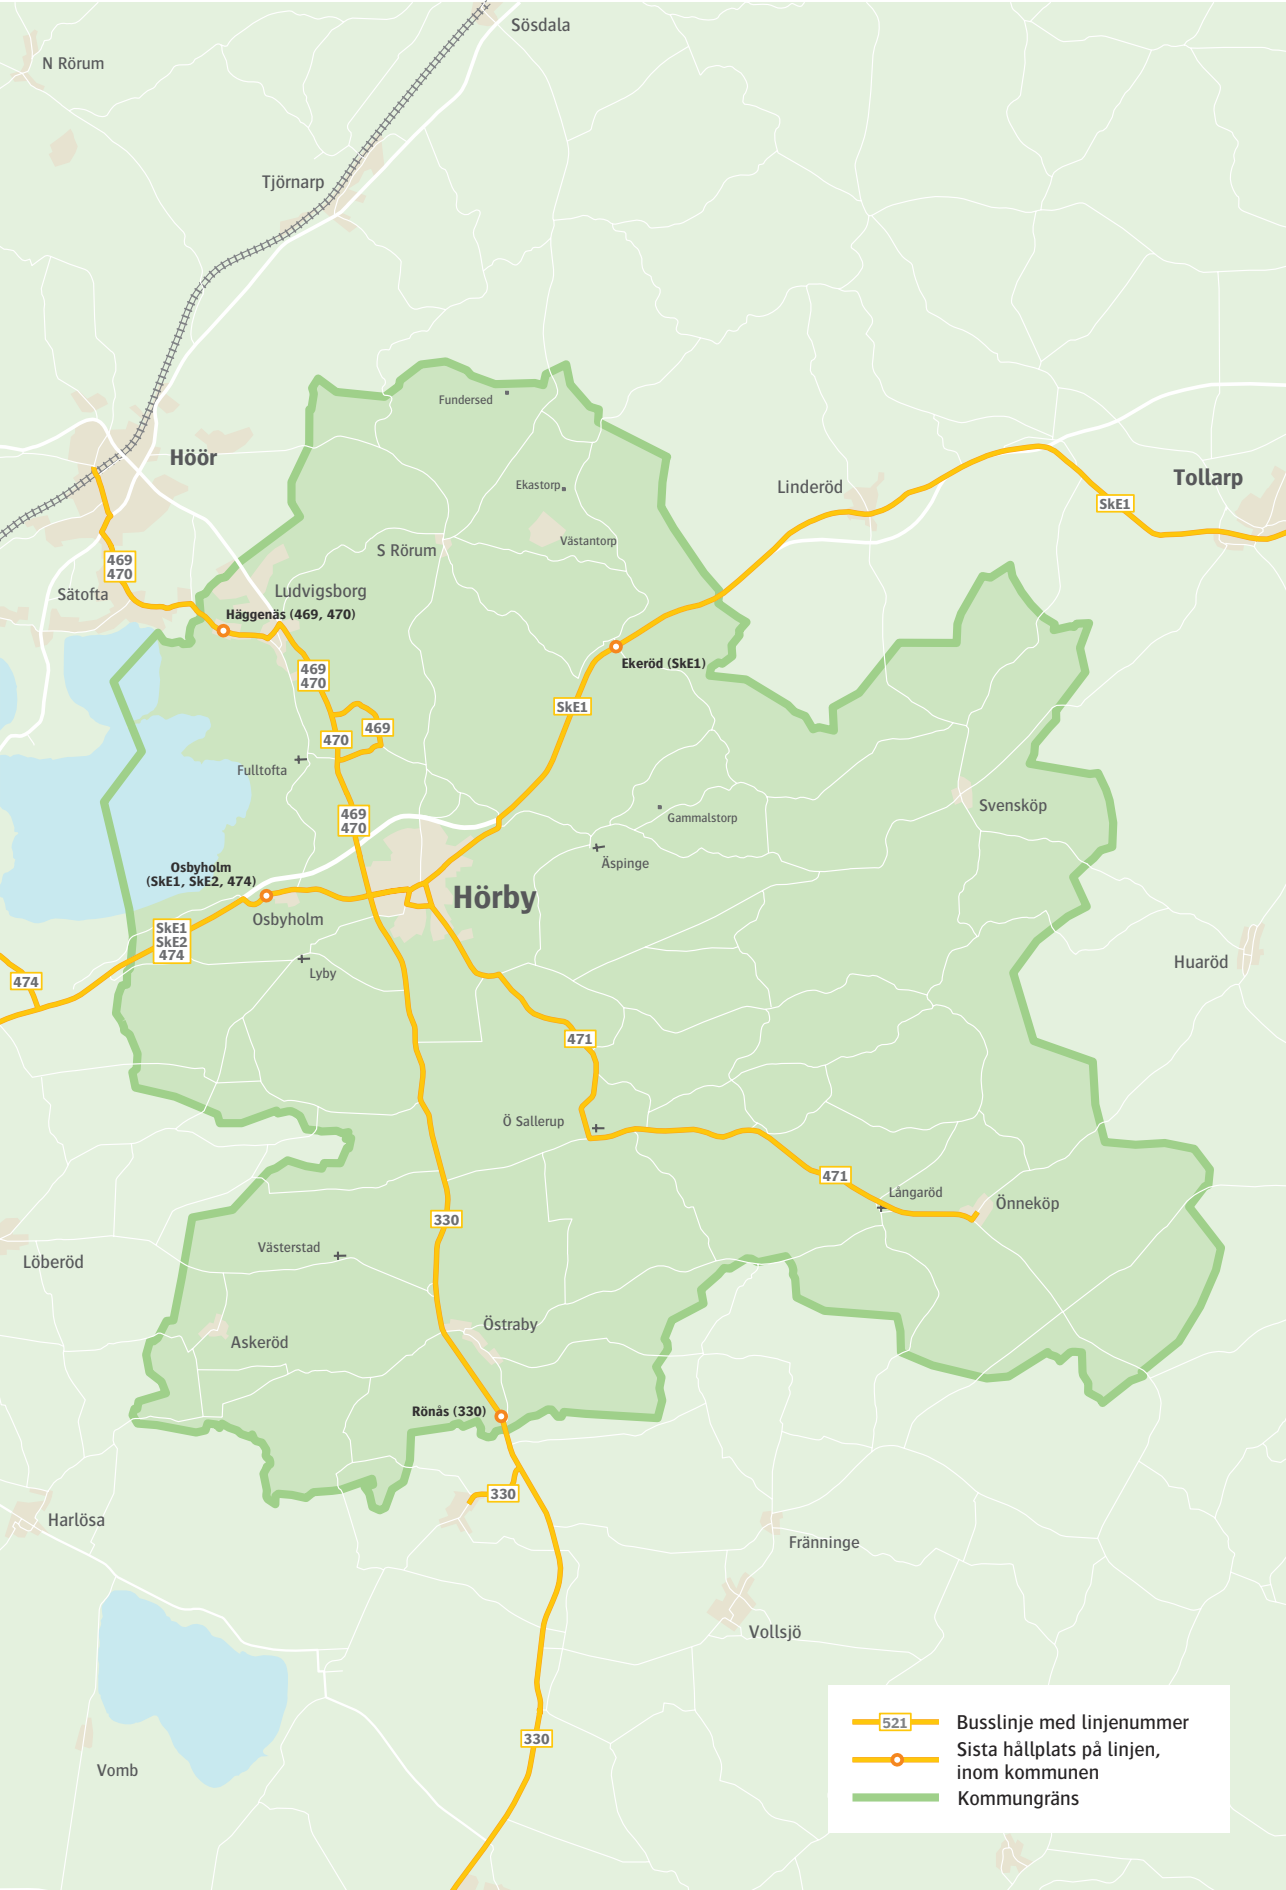 Sösdala
N Rörum
Tjörnarp
Fundersed
Höör
Ekastorp
Linderöd
Tollarp
SkE1
Västantorp
S Rörum
469
470
Sätofta
Ludvigsborg
Häggenäs (469, 470)
Ekeröd (SkE1)
469
470
SkE1
469
470
Fulltofta
Svensköp
469
470
Gammalstorp
Äspinge
Osbyholm
(SkE1, SkE2, 474)
Hörby
Osbyholm
SkE1
SkE2
474
Huaröd
Lyby
474
471
Ö Sallerup
471
Långaröd
Önneköp
330
Västerstad
Löberöd
Östraby
Askeröd
Rönås (330)
330
Harlösa
Fränninge
Vollsjö
330
Vomb
521
Busslinje med linjenummer
Sista hållplats på linjen,
inom kommunen
Kommungräns